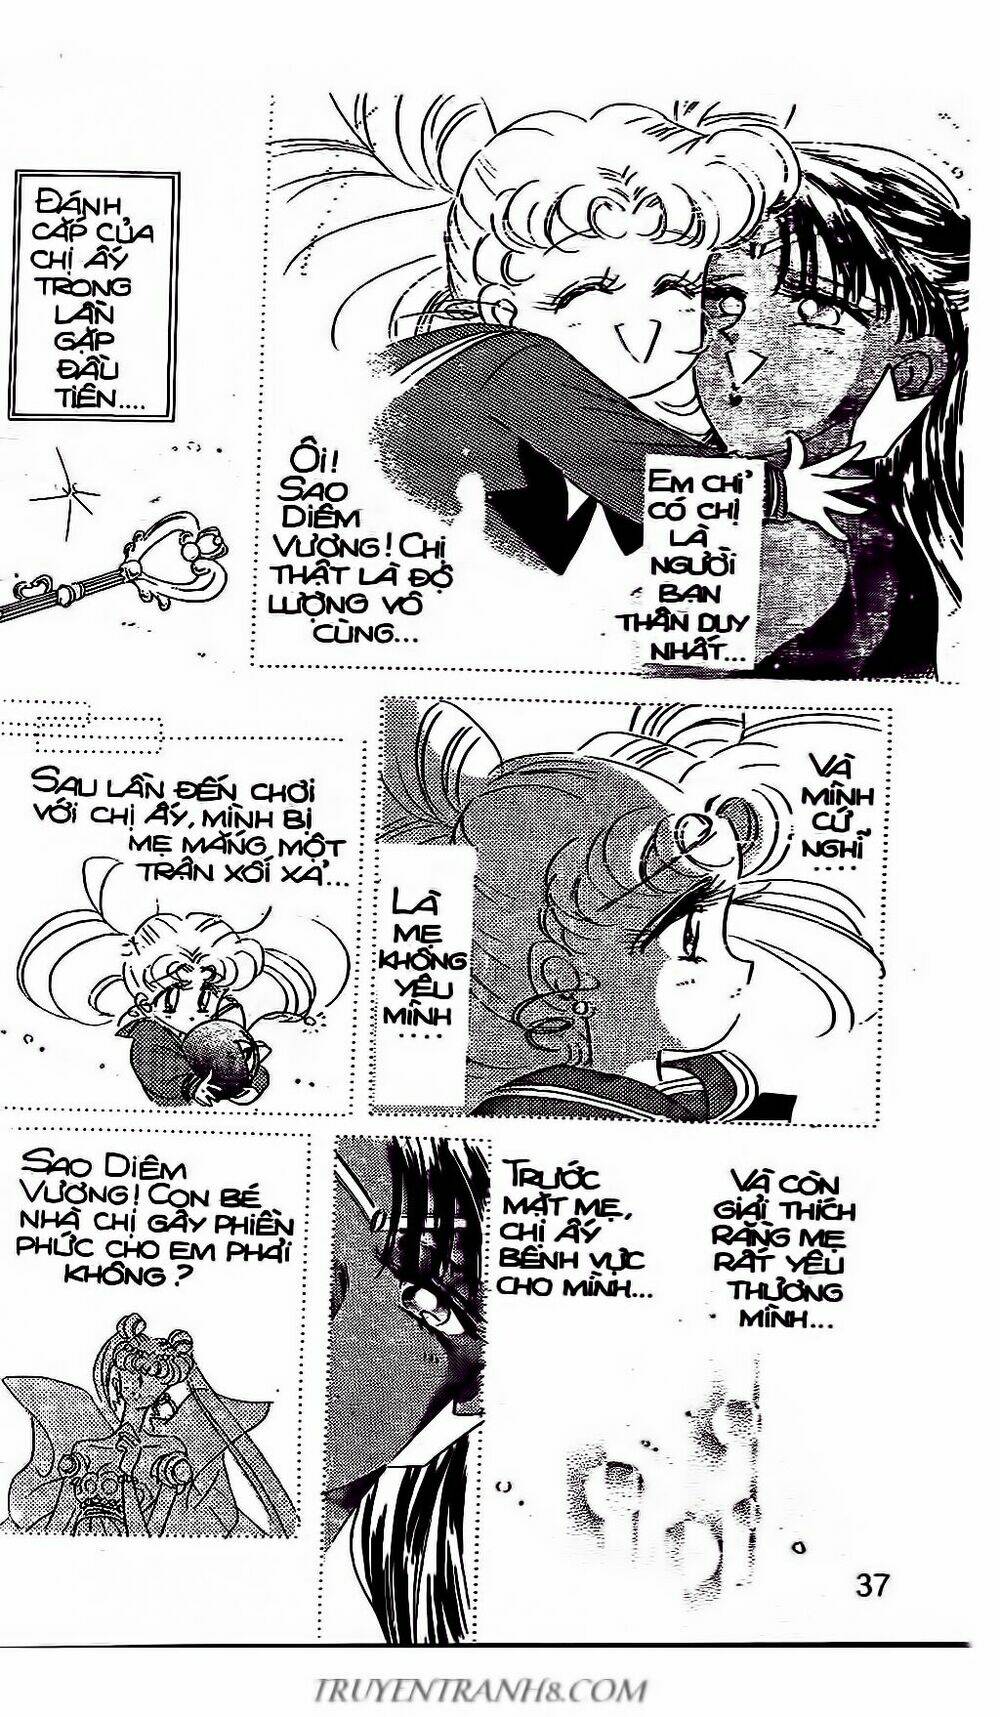 ĐÁNH
CẮP CỦA
CHỊ ẤY
TRONG
LẦN
GẶP
ĐẦU
TIÊN....
ÔI!
SAO
DIÊM
VƯƠNG! CHỊ
THẬT LÀ ĐỘ
LƯỢNG VÔ
CÙNG...
EM CHỈ
CÓ CHỊ
LÀ
NGƯỜI
BẠN
THÂN DUY
NHẤT...
SAU LẦN ĐẾN CHƠI
VỚI CHỊ ẤY, MÌNH BỊ
MẸ MẮNG MỘT
TRẬN XỐI XẢ...
VÀ
MÌNH
CỨ
NGHĨ
LÀ
MẸ
KHÔNG
YÊU
MÌNH
.....
SAO DIÊM
VƯƠNG! CON BÉ
NHÀ CHỊ GÂY PHIỀN
PHỨC CHO EM PHẢI
KHÔNG?
TRƯỚC
MẶT MẸ,
CHỊ ẤY
BÊNH VỰC
CHO MÌNH...
VÀ CÒN
GIẢI THÍCH
RẰNG MẸ
RẤT YÊU
THƯƠNG
MÌNH...
37
TRUYENTRANH8.COM